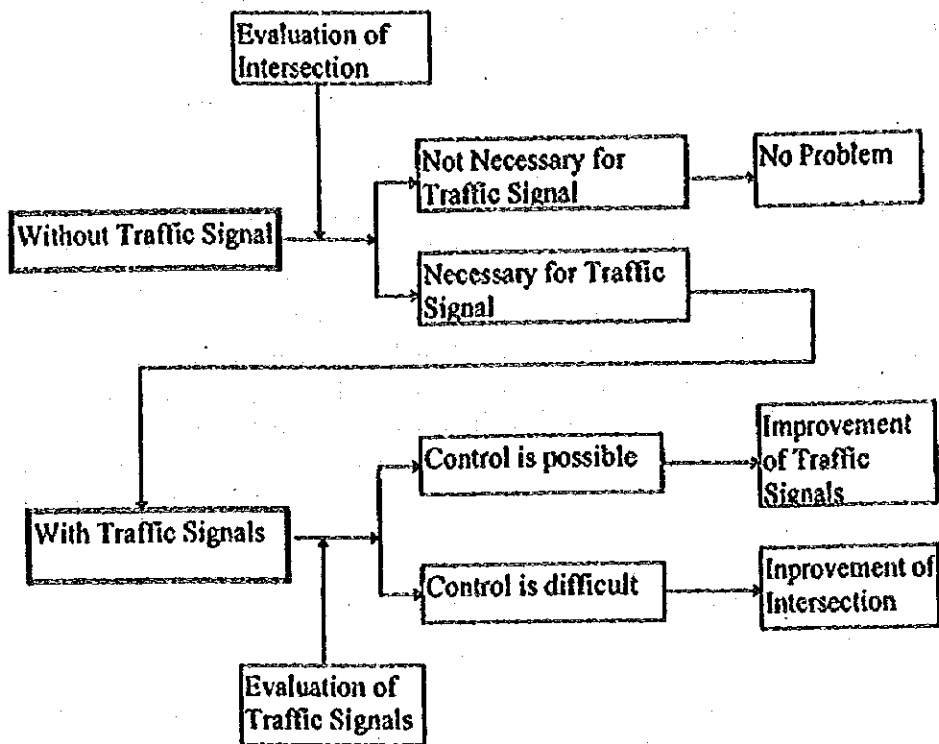 Evaluation of
Intersection
Not Necessary for
Traffic Signal
No Problem
Without Traffic Signal
Necessary for Traffic
Signal
Control is possible
Improvement
of Traffic
Signals
With Traffic Signals
Control is difficult
Inprovement of
Intersection
Evaluation of
Traffic Signals